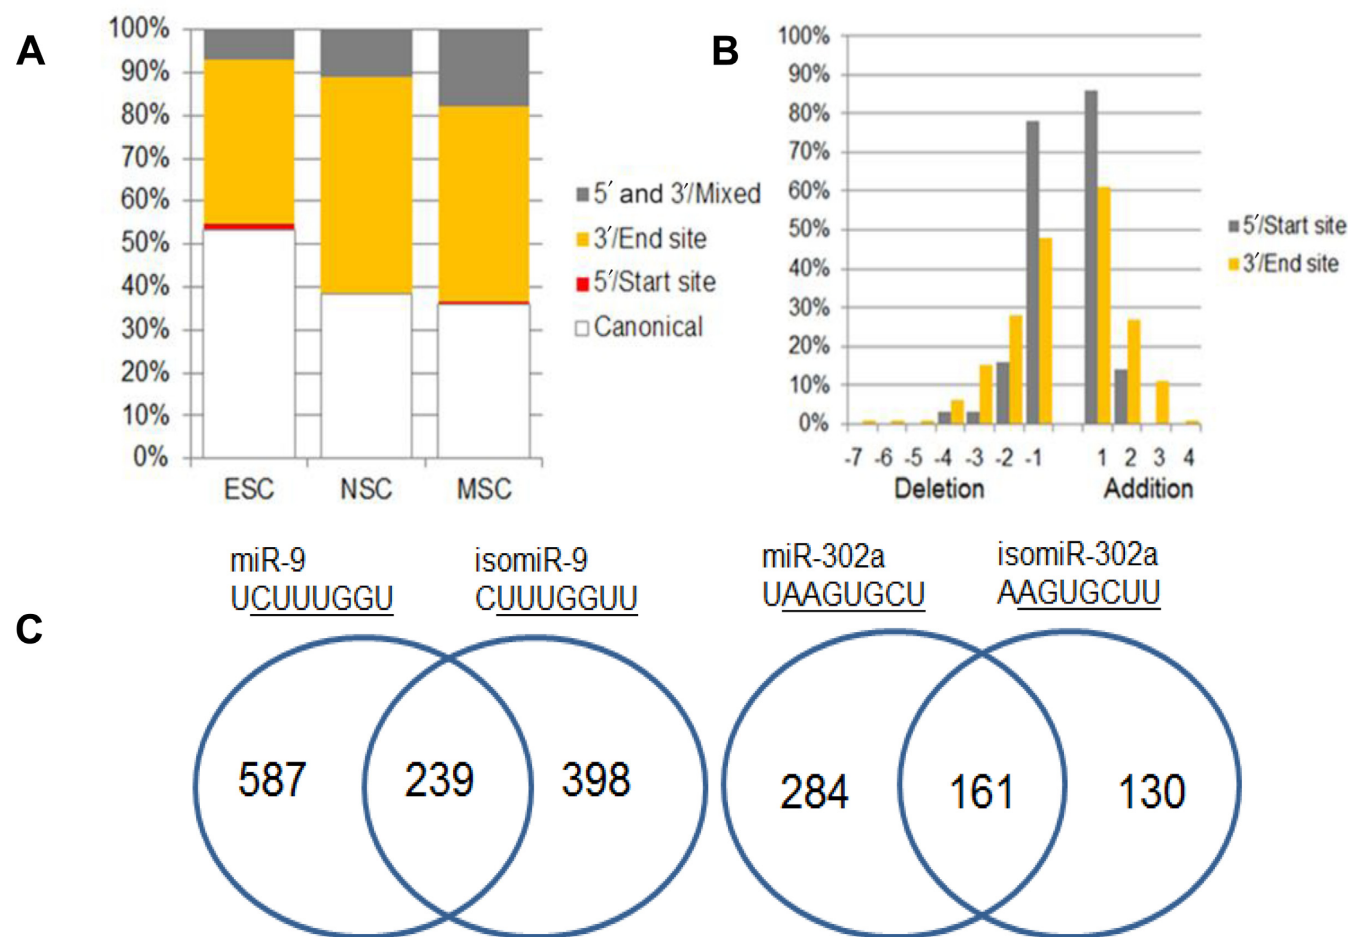 A
100%
90%
80%
70%
60%
50%
40%
30%
20%
10%
0%
ESC NSC MSC
5′ and 3′/Mixed
3′/End site
5′/Start site
Canonical
B
100%
90%
80%
70%
60%
50%
40%
30%
20%
10%
0%
-7 -6 -5 -4 -3 -2 -1 1 2 3 4
Deletion Addition
5′/Start site
3′/End site
C
miR-9
UCUUUGGU
isomiR-9
CUUUGGUU
587 239 398
miR-302a
UAAGUGCU
isomiR-302a
AAGUGCUU
284 161 130